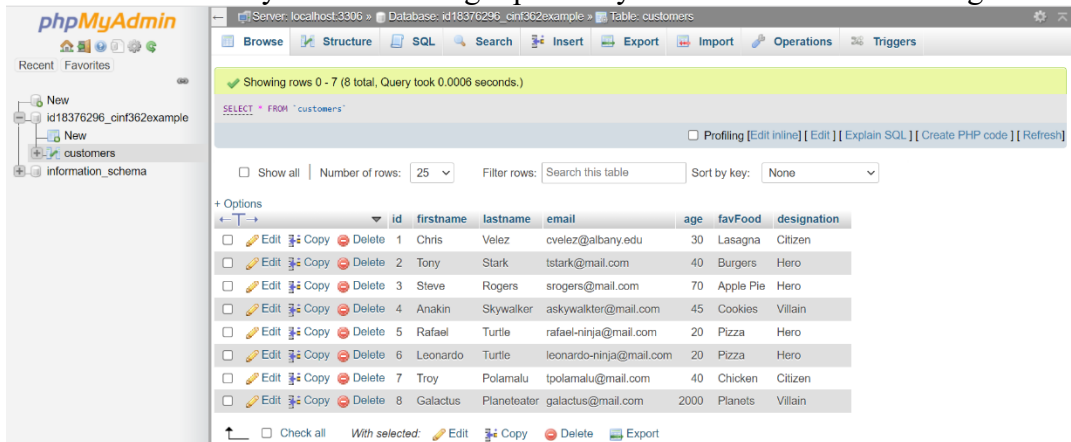 phpMyAdmin
Recent Favorites
New
id18376296_cinf362example
New
customers
information_schema
Server: localhost:3306 » Database: id18376296_cinf362example » Table: customers
Browse Structure SQL Search Insert Export Import Operations Triggers
Showing rows 0 - 7 (8 total, Query took 0.0006 seconds.)
SELECT * FROM `customers`
Profiling [Edit inline] [ Edit ] [ Explain SQL ] [ Create PHP code ] [ Refresh]
Show all | Number of rows: 25 Filter rows: Search this table Sort by key: None
+ Options
←T→ id firstname lastname email age favFood designation
Edit Copy Delete 1 Chris Velez cvelez@albany.edu 30 Lasagna Citizen
Edit Copy Delete 2 Tony Stark tstark@mail.com 40 Burgers Hero
Edit Copy Delete 3 Steve Rogers srogers@mail.com 70 Apple Pie Hero
Edit Copy Delete 4 Anakin Skywalker askywalkter@mail.com 45 Cookies Villain
Edit Copy Delete 5 Rafael Turtle rafael-ninja@mail.com 20 Pizza Hero
Edit Copy Delete 6 Leonardo Turtle leonardo-ninja@mail.com 20 Pizza Hero
Edit Copy Delete 7 Troy Polamalu tpolamalu@mail.com 40 Chicken Citizen
Edit Copy Delete 8 Galactus Planeteater galactus@mail.com 2000 Planets Villain
Check all With selected: Edit Copy Delete Export